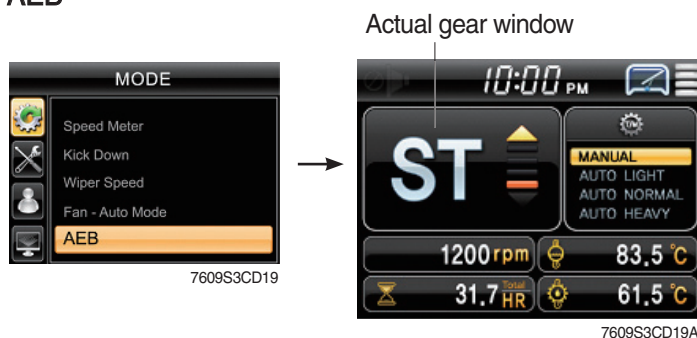 AEB
Actual gear window
MODE
Speed Meter
Kick Down
Wiper Speed
Fan - Auto Mode
AEB
7609S3CD19
10:00 PM
ST
T/M
MANUAL
AUTO LIGHT
AUTO NORMAL
AUTO HEAVY
1200 rpm
83.5 ℃
31.7 Total HR
61.5 ℃
7609S3CD19A